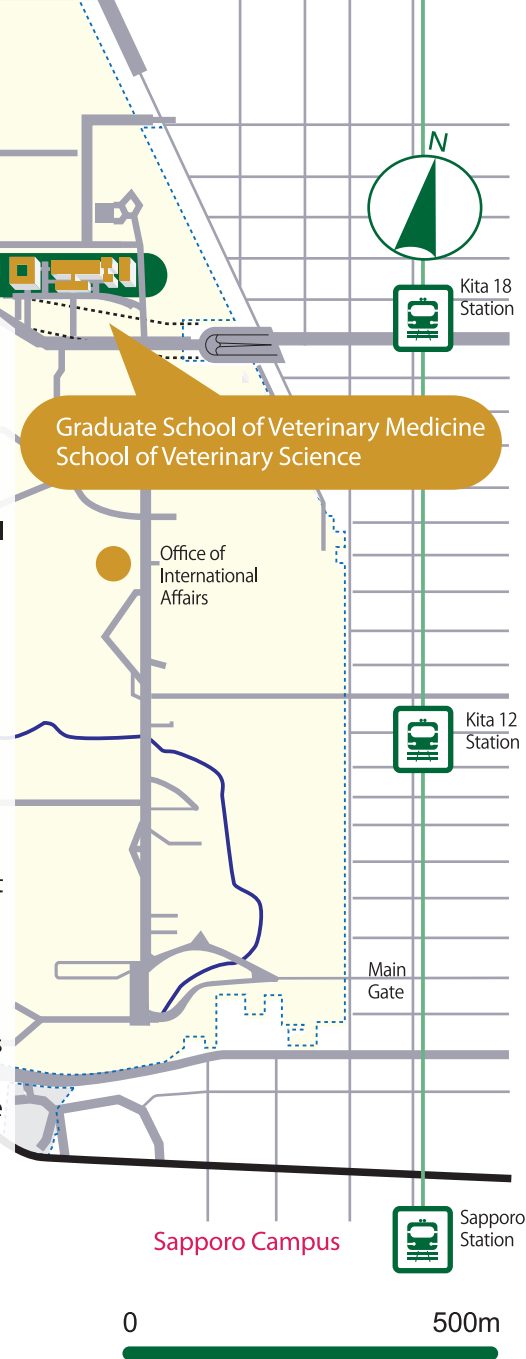 N
Kita 18
Station
Graduate School of Veterinary Medicine
School of Veterinary Science
Office of
International
Affairs
Kita 12
Station
Main
Gate
Sapporo
Station
Sapporo Campus
0 500m